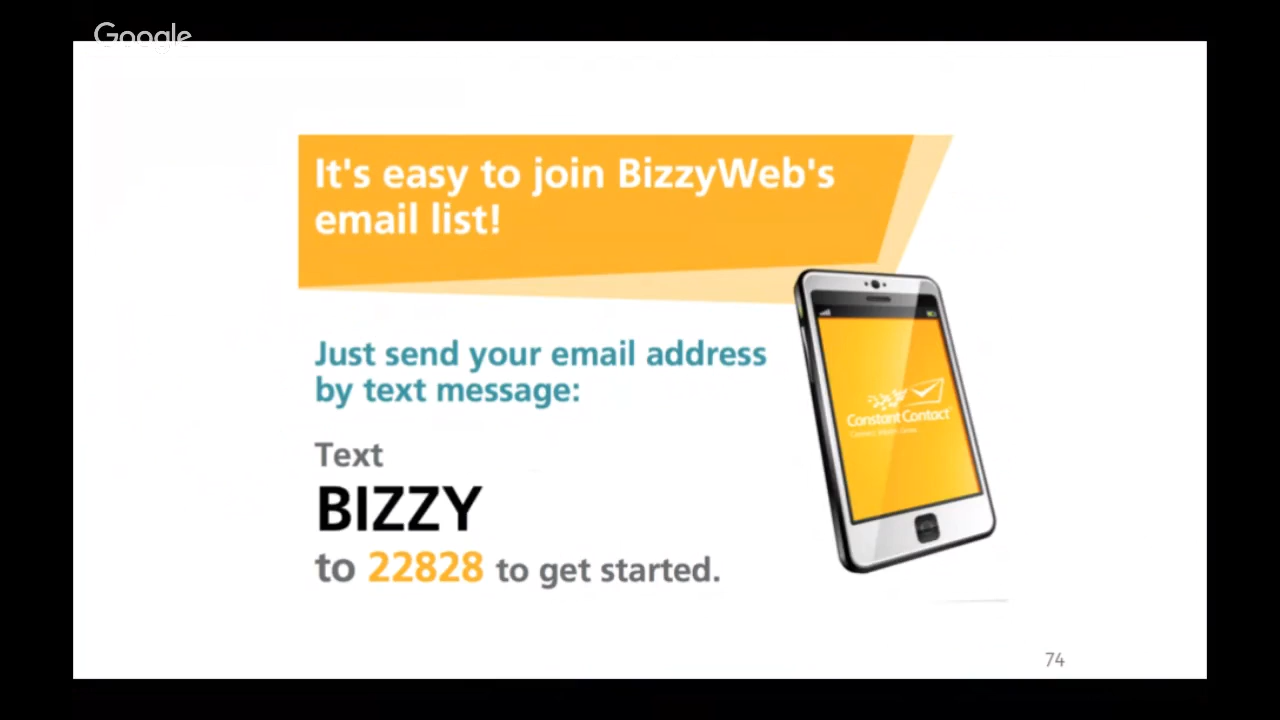 Google
It's easy to join BizzyWeb's
email list!
Just send your email address
by text message:
Constant Contact
Text
BIZZY
to 22828 to get started.
74